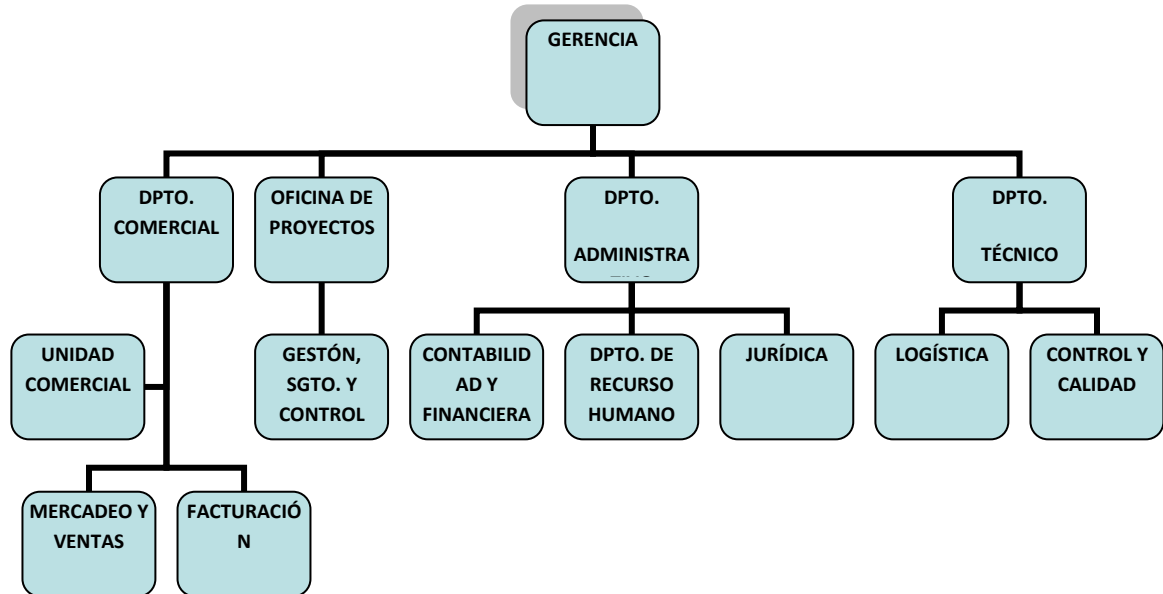 GERENCIA
DPTO.
COMERCIAL
OFICINA DE
PROYECTOS
DPTO.
ADMINISTRA
DPTO.
TÉCNICO
UNIDAD
COMERCIAL
GESTIÓN,
SGTO. Y
CONTROL
CONTABILID
AD Y
FINANCIERA
DPTO. DE
RECURSO
HUMANO
JURÍDICA
LOGÍSTICA
CONTROL Y
CALIDAD
MERCADEO Y
VENTAS
FACTURACIÓ
N